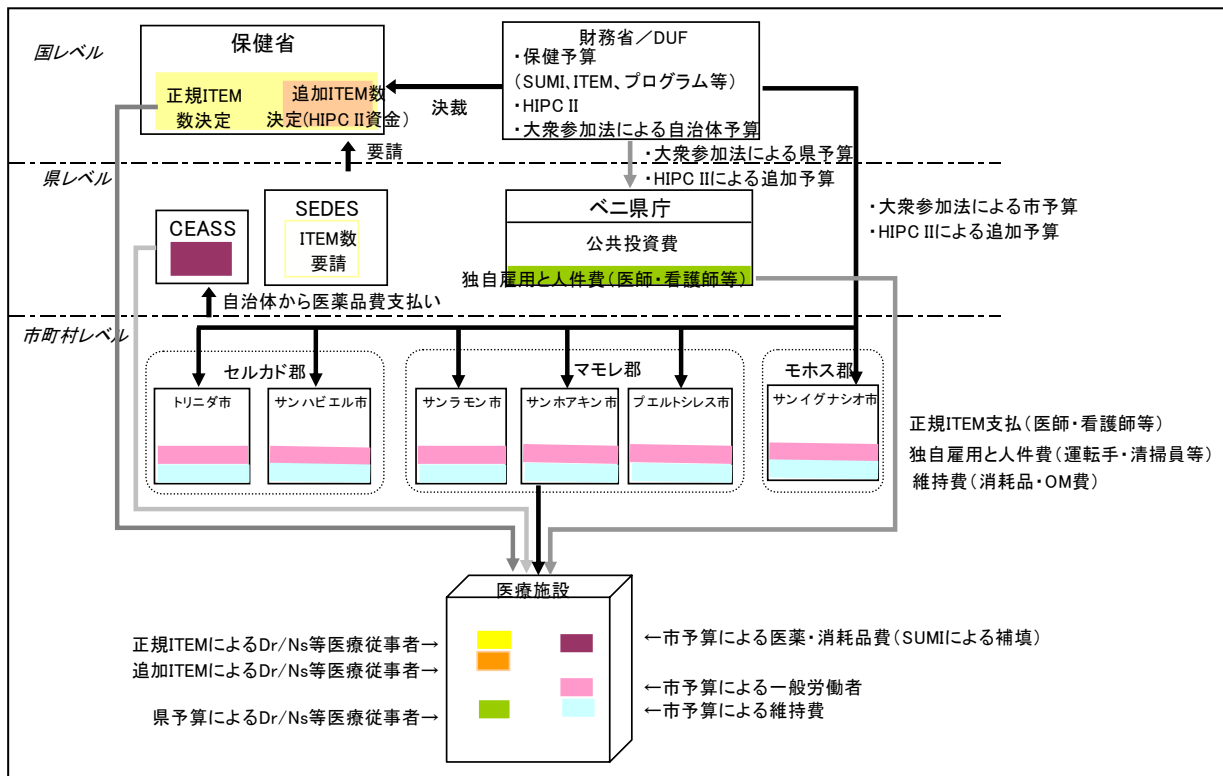 国レベル
保健省
正規ITEM
数決定
追加ITEM数
決定(HIPC II資金)
決裁
財務省／DUF
・保健予算
(SUMI、ITEM、プログラム等)
・HIPC II
・大衆参加法による自治体予算
要請
・大衆参加法による県予算
・HIPC IIによる追加予算
県レベル
CEASS
SEDES
ITEM数
要請
ベニ県庁
公共投資費
独自雇用と人件費(医師・看護師等)
・大衆参加法による市予算
・HIPC IIによる追加予算
自治体から医薬品費支払い
市町村レベル
セルカド郡
マモレ郡
モホス郡
トリニダ市
サンハビエル市
サンラモン市
サンホアキン市
プエルトシレス市
サンイグナシオ市
正規ITEM支払(医師・看護師等)
独自雇用と人件費(運転手・清掃員等)
維持費(消耗品・OM費)
医療施設
正規ITEMによるDr/Ns等医療従事者→
追加ITEMによるDr/Ns等医療従事者→
県予算によるDr/Ns等医療従事者→
←市予算による医薬・消耗品費(SUMIによる補填)
←市予算による一般労働者
←市予算による維持費